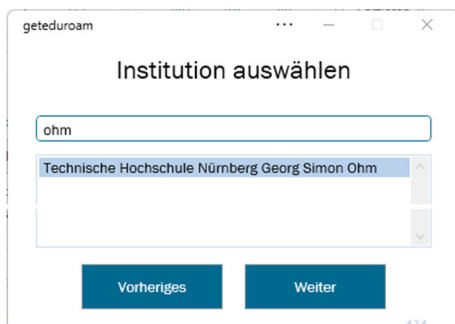 geteduroam
Institution auswählen
ohm
Technische Hochschule Nürnberg Georg Simon Ohm
Vorheriges
Weiter